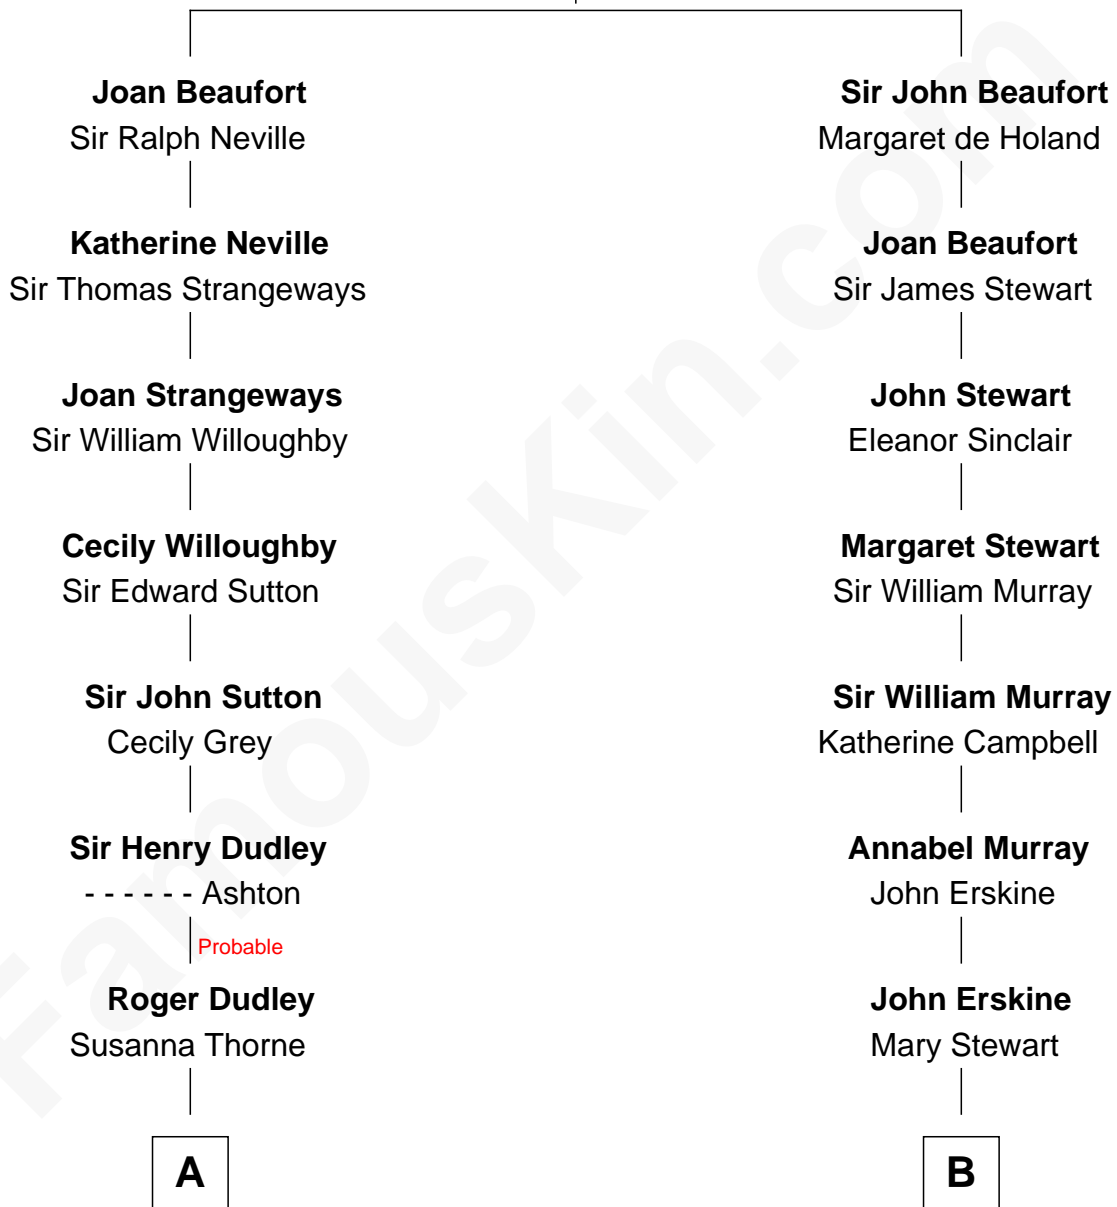 Joan Beaufort
Sir Ralph Neville
Katherine Neville
Sir Thomas Strangeways
Joan Strangeways
Sir William Willoughby
Cecily Willoughby
Sir Edward Sutton
Sir John Sutton
Cecily Grey
Sir Henry Dudley
- - - - - - Ashton
Probable
Roger Dudley
Susanna Thorne
A
Sir John Beaufort
Margaret de Holand
Joan Beaufort
Sir James Stewart
John Stewart
Eleanor Sinclair
Margaret Stewart
Sir William Murray
Sir William Murray
Katherine Campbell
Annabel Murray
John Erskine
John Erskine
Mary Stewart
B
FamousKin.com